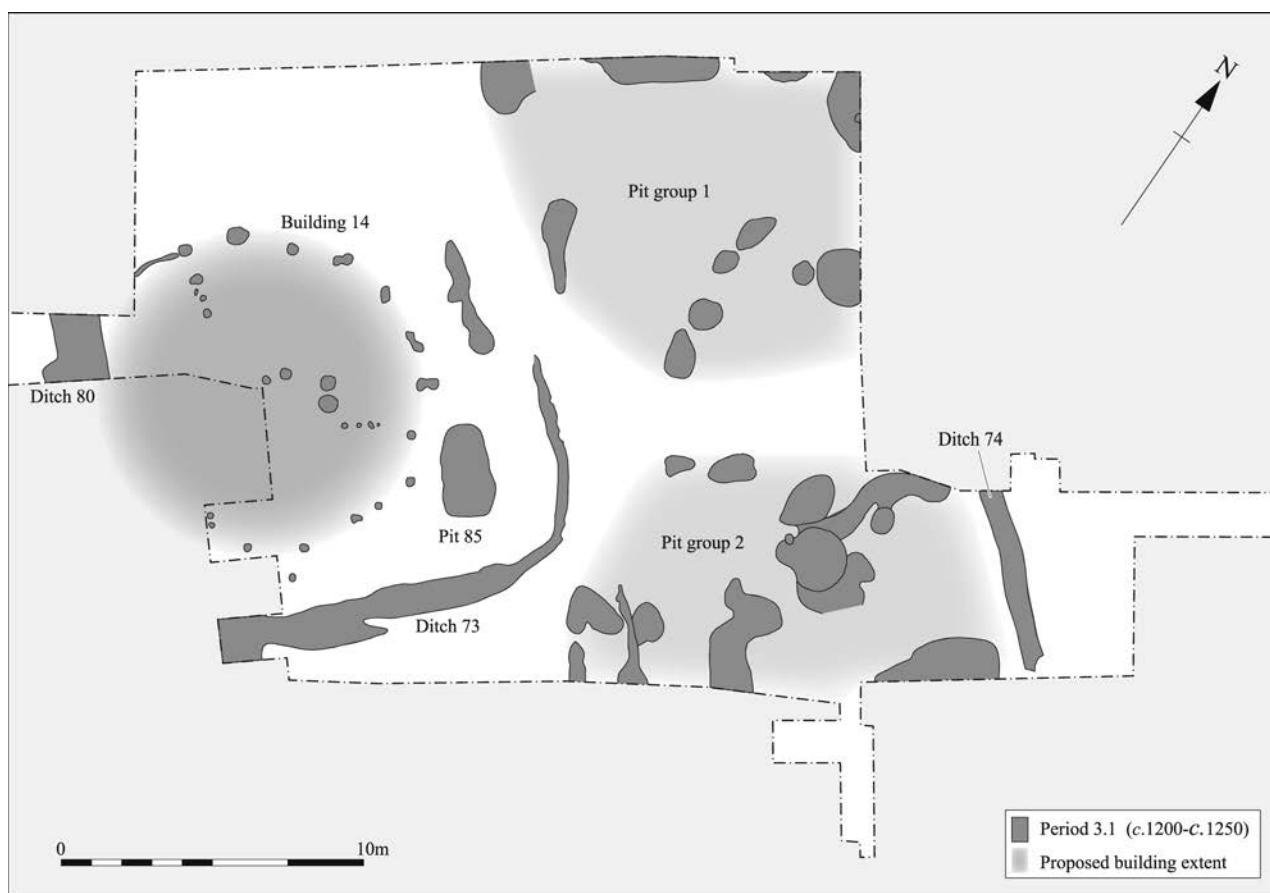 N
Pit group 1
Building 14
Ditch 80
Ditch 74
Pit 85
Pit group 2
Ditch 73
0 10m
Period 3.1 (c.1200-c.1250)
Proposed building extent